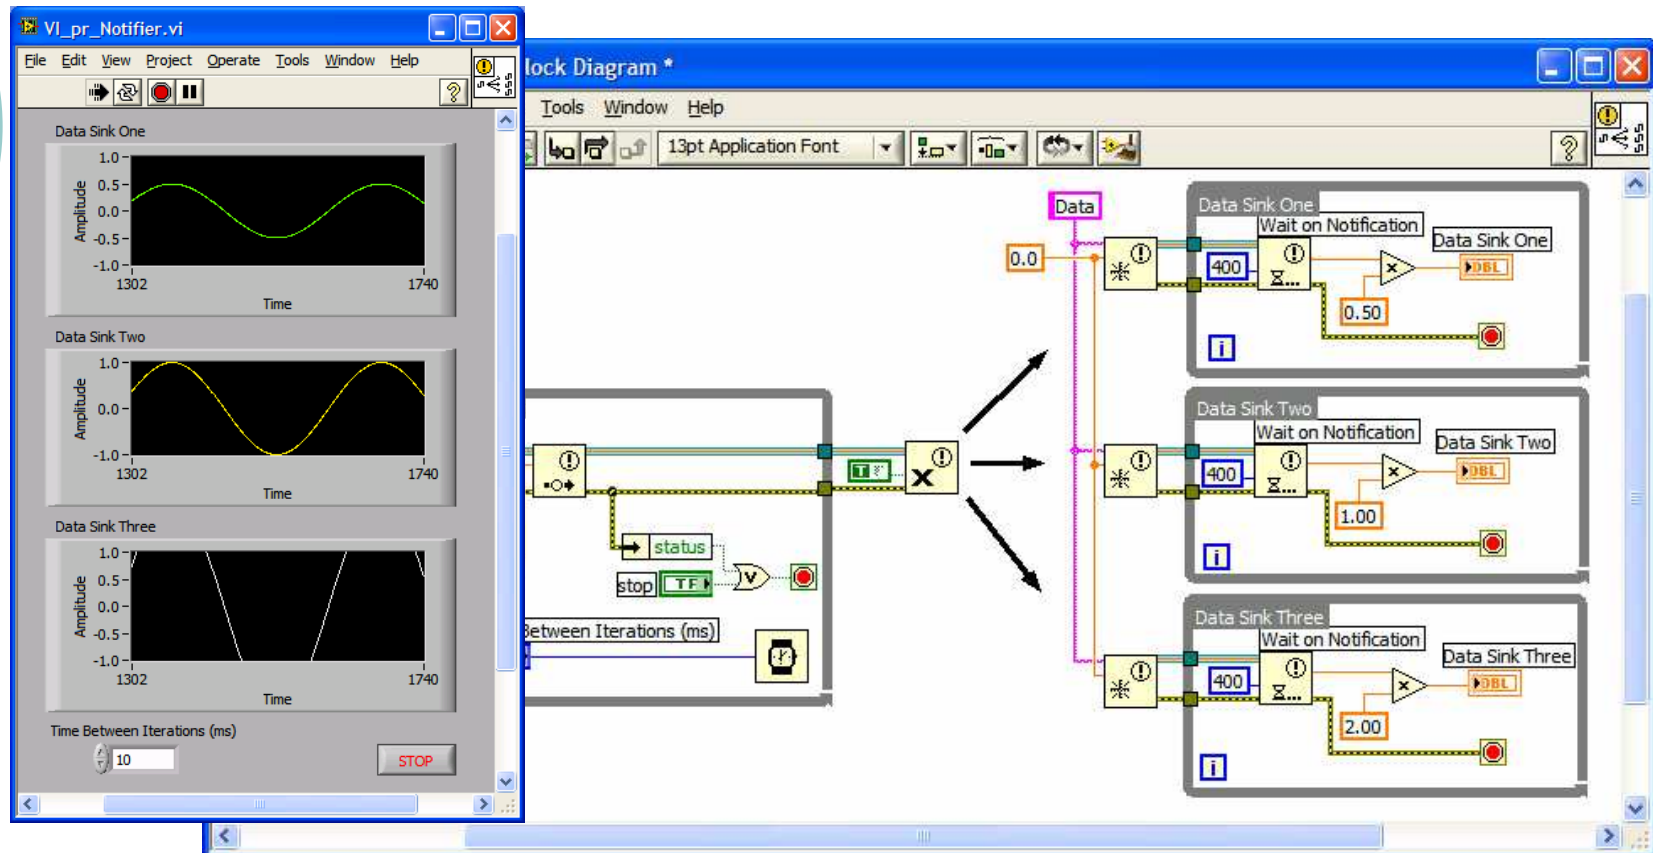 VI_pr_Notifier.vi
File Edit View Project Operate Tools Window Help
Data Sink One
Amplitude
1.0
0.5
0.0
-0.5
-1.0
1302 1740
Time
Data Sink Two
Amplitude
1.0
0.0
-1.0
1302 1740
Time
Data Sink Three
Amplitude
1.0
0.5
0.0
-0.5
-1.0
1302 1740
Time
Time Between Iterations (ms)
10
STOP
lock Diagram *
Tools Window Help
13pt Application Font
status
stop
TF
Between Iterations (ms)
T
Data
0.0
Data Sink One
Wait on Notification
Data Sink One
400
DBL
0.50
i
Data Sink Two
Wait on Notification
Data Sink Two
400
DBL
1.00
i
Data Sink Three
Wait on Notification
Data Sink Three
400
DBL
2.00
i